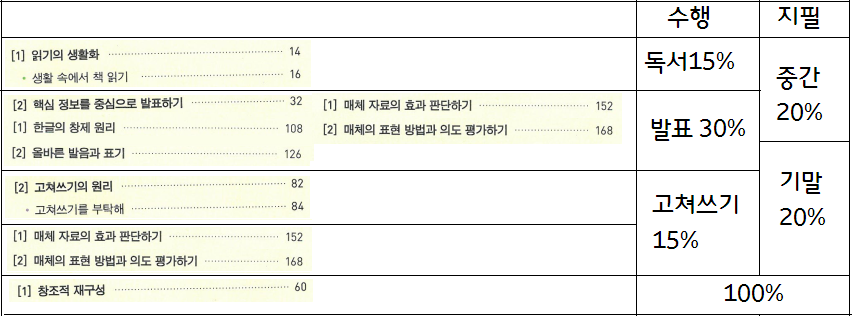 수행 지필
[1] 읽기의 생활화 14
• 생활 속에서 책 읽기 16
독서15%
중간
20%
[2] 핵심 정보를 중심으로 발표하기 32
[1] 한글의 창제 원리 108
[2] 올바른 발음과 표기 126
[1] 매체 자료의 효과 판단하기 152
[2] 매체의 표현 방법과 의도 평가하기 168
발표 30%
기말
20%
[2] 고쳐쓰기의 원리 82
• 고쳐쓰기를 부탁해 84
고쳐쓰기
15%
[1] 매체 자료의 효과 판단하기 152
[2] 매체의 표현 방법과 의도 평가하기 168
[1] 창조적 재구성 60
100%